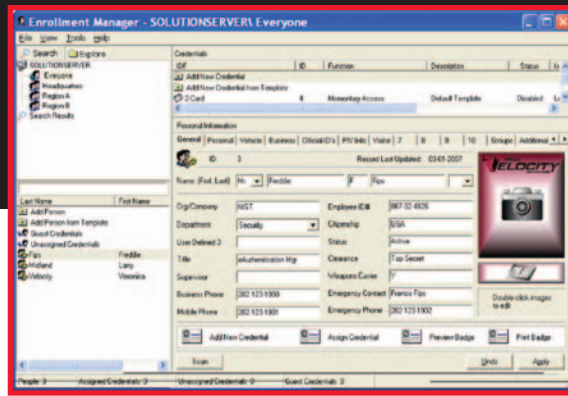 Enrollment Manager - SOLUTIONSERVER\ Everyone
File View Tools Help
Search Explore
SOLUTIONSERVER
Everyone
Headquarters
Region A
Region B
Search Results
Last Name First Name
Add Person
Add Person from Template
Guest Credentials
Unassigned Credentials
Fips Freddie
Midland Larry
Velocity Veronica
Credentials
ID# ID Function Description Status
Add New Credential
Add New Credential from Template
2 Card 4 Momentary Access Default Template Disabled
Personal Information
General Personal Vehicle Business Official ID's PIV Info Visitor 7 8 9 10 Groups Additional
ID: 3 Record Last Updated: 03-01-2007
Name (First, Last) Mr. Freddie F Fips
Org/Company NIST Employee ID# 987-32-4826
Department Security Citizenship USA
User Defined 3 Status Active
Title eAuthentication Mgr Clearance Top Secret
Supervisor Weapons Carrier Y
Business Phone 202 123 1900 Emergency Contact Francis Fips
Mobile Phone 202 123 1901 Emergency Phone 202 123 1902
VELOCITY
Double-click images
to edit
Add New Credential Assign Credential Preview Badge Print Badge
Scan Undo Apply
People: 3 Assigned Credentials: 3 Unassigned Credentials: 0 Guest Credentials: 0